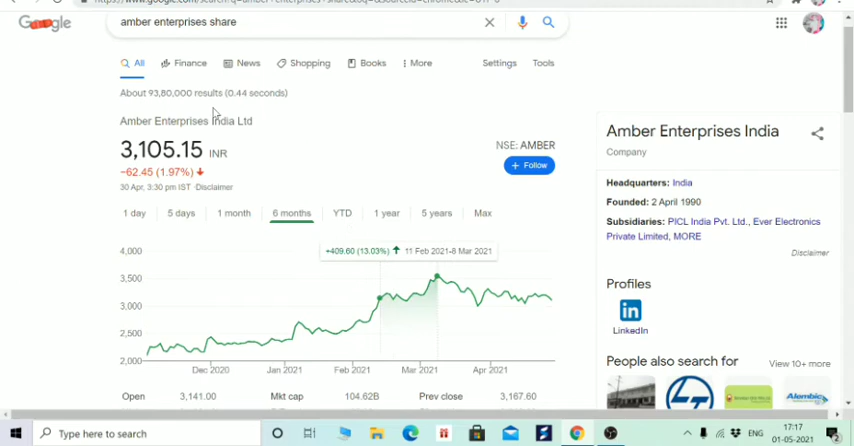 amber enterprises share
All Finance News Shopping Books More Settings Tools
About 93,80,000 results (0.44 seconds)
Amber Enterprises India Ltd
3,105.15 INR
−62.45 (1.97%)
30 Apr, 3:30 pm IST · Disclaimer
NSE: AMBER
+ Follow
1 day 5 days 1 month 6 months YTD 1 year 5 years Max
+409.60 (13.03%) 11 Feb 2021-8 Mar 2021
4,000
3,500
3,000
2,500
2,000
Dec 2020 Jan 2021 Feb 2021 Mar 2021 Apr 2021
Open 3,141.00 Mkt cap 104.62B Prev close 3,167.60
Amber Enterprises India
Company
Headquarters: India
Founded: 2 April 1990
Subsidiaries: PICL India Pvt. Ltd., Ever Electronics
Private Limited, MORE
Disclaimer
Profiles
LinkedIn
People also search for View 10+ more
Alembic
Type here to search
ENG
17:17
01-05-2021
2